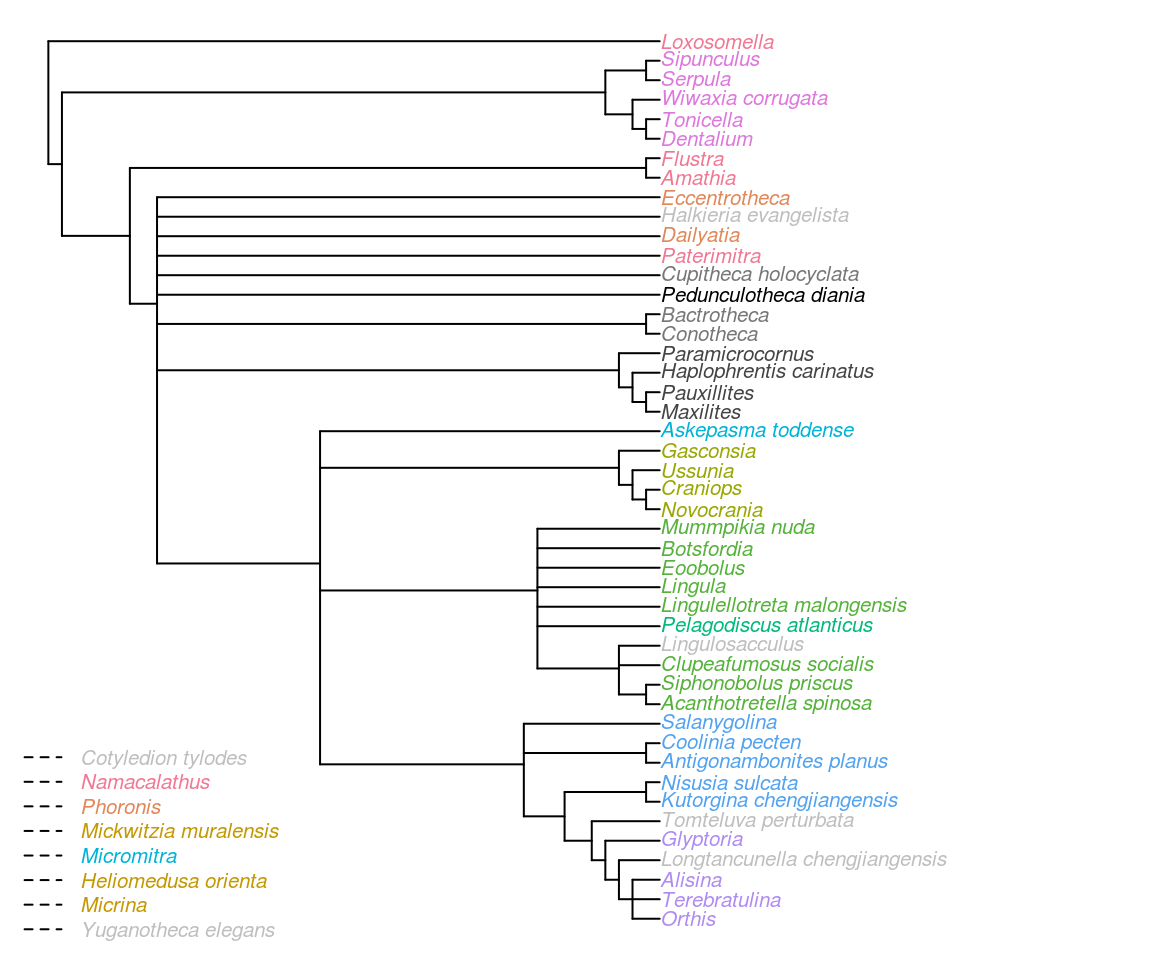 Loxosomella
Sipunculus
Serpula
Wiwaxia corrugata
Tonicella
Dentalium
Flustra
Amathia
Eccentrotheca
Halkieria evangelista
Dailyatia
Paterimitra
Cupitheca holocyclata
Pedunculotheca diania
Bactrotheca
Conotheca
Paramicrocornus
Haplophrentis carinatus
Pauxillites
Maxilites
Askepasma toddense
Gasconsia
Ussunia
Craniops
Novocrania
Mummpikia nuda
Botsfordia
Eoobolus
Lingula
Lingulellotreta malongensis
Pelagodiscus atlanticus
Lingulosacculus
Clupeafumosus socialis
Siphonobolus priscus
Acanthotretella spinosa
Salanygolina
Coolinia pecten
Antigonambonites planus
Nisusia sulcata
Kutorgina chengjiangensis
Tomteluva perturbata
Glyptoria
Longtancunella chengjiangensis
Alisina
Terebratulina
Orthis
Cotyledion tylodes
Namacalathus
Phoronis
Mickwitzia muralensis
Micromitra
Heliomedusa orienta
Micrina
Yuganotheca elegans